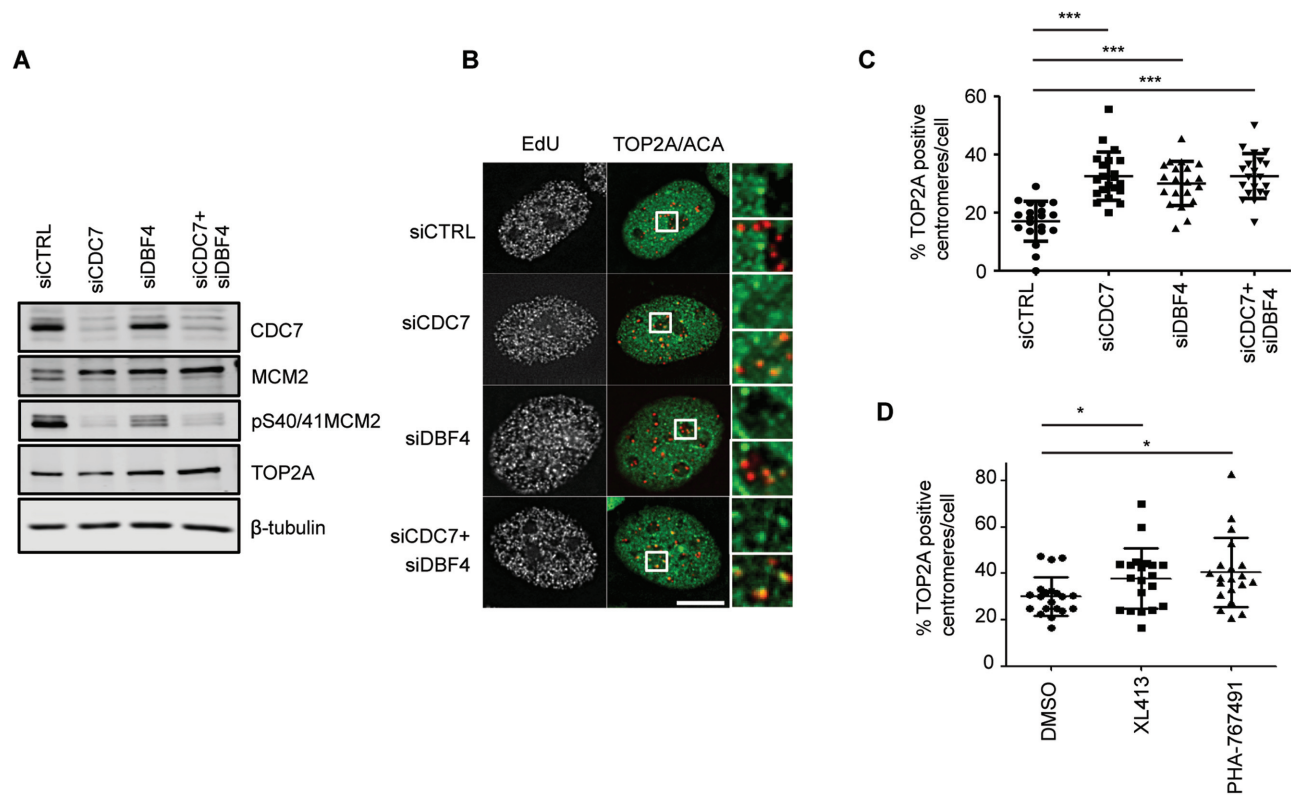 A
siCTRL
siCDC7
siDBF4
siCDC7+
siDBF4
CDC7
MCM2
pS40/41MCM2
TOP2A
β-tubulin
B
EdU
TOP2A/ACA
siCTRL
siCDC7
siDBF4
siCDC7+
siDBF4
C
***
***
***
% TOP2A positive
centromeres/cell
60
40
20
0
siCTRL
siCDC7
siDBF4
siCDC7+
siDBF4
D
*
*
% TOP2A positive
centromeres/cell
80
60
40
20
0
DMSO
XL413
PHA-767491